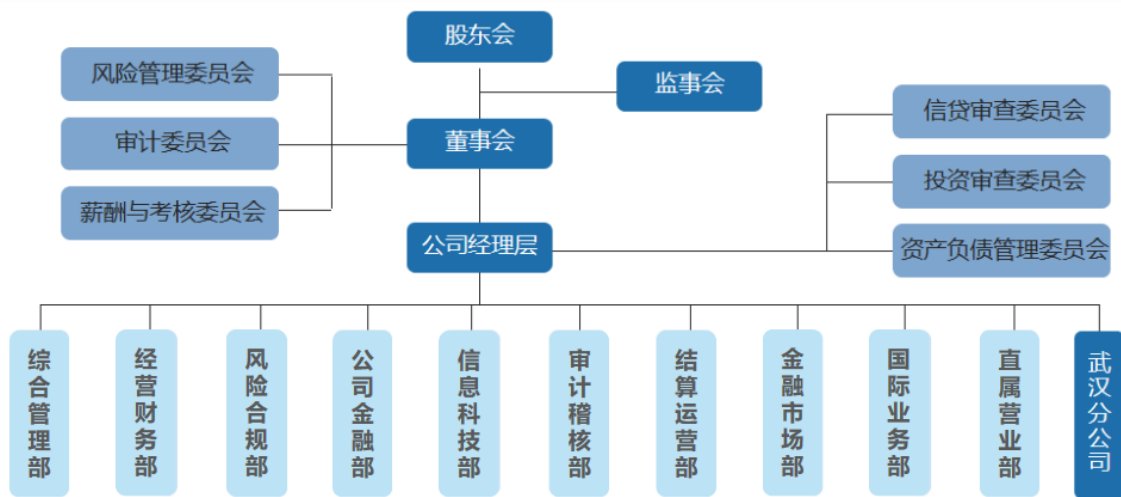 股东会
风险管理委员会
监事会
信贷审查委员会
审计委员会
董事会
投资审查委员会
薪酬与考核委员会
公司经理层
资产负债管理委员会
综合管理部
经营财务部
风险合规部
公司金融部
信息科技部
审计稽核部
结算运营部
金融市场部
国际业务部
直属营业部
武汉分公司